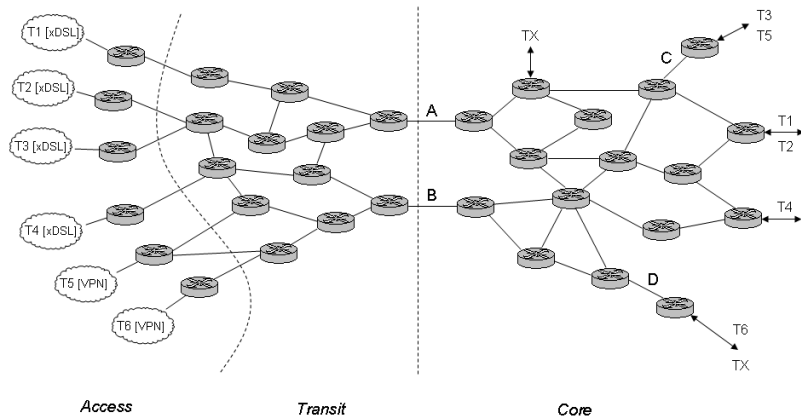 T1 [xDSL]
T2 [xDSL]
T3 [xDSL]
T4 [xDSL]
T5 [VPN]
T6 [VPN]
A
B
TX
C
T3
T5
T1
T2
T4
D
T6
TX
Access
Transit
Core